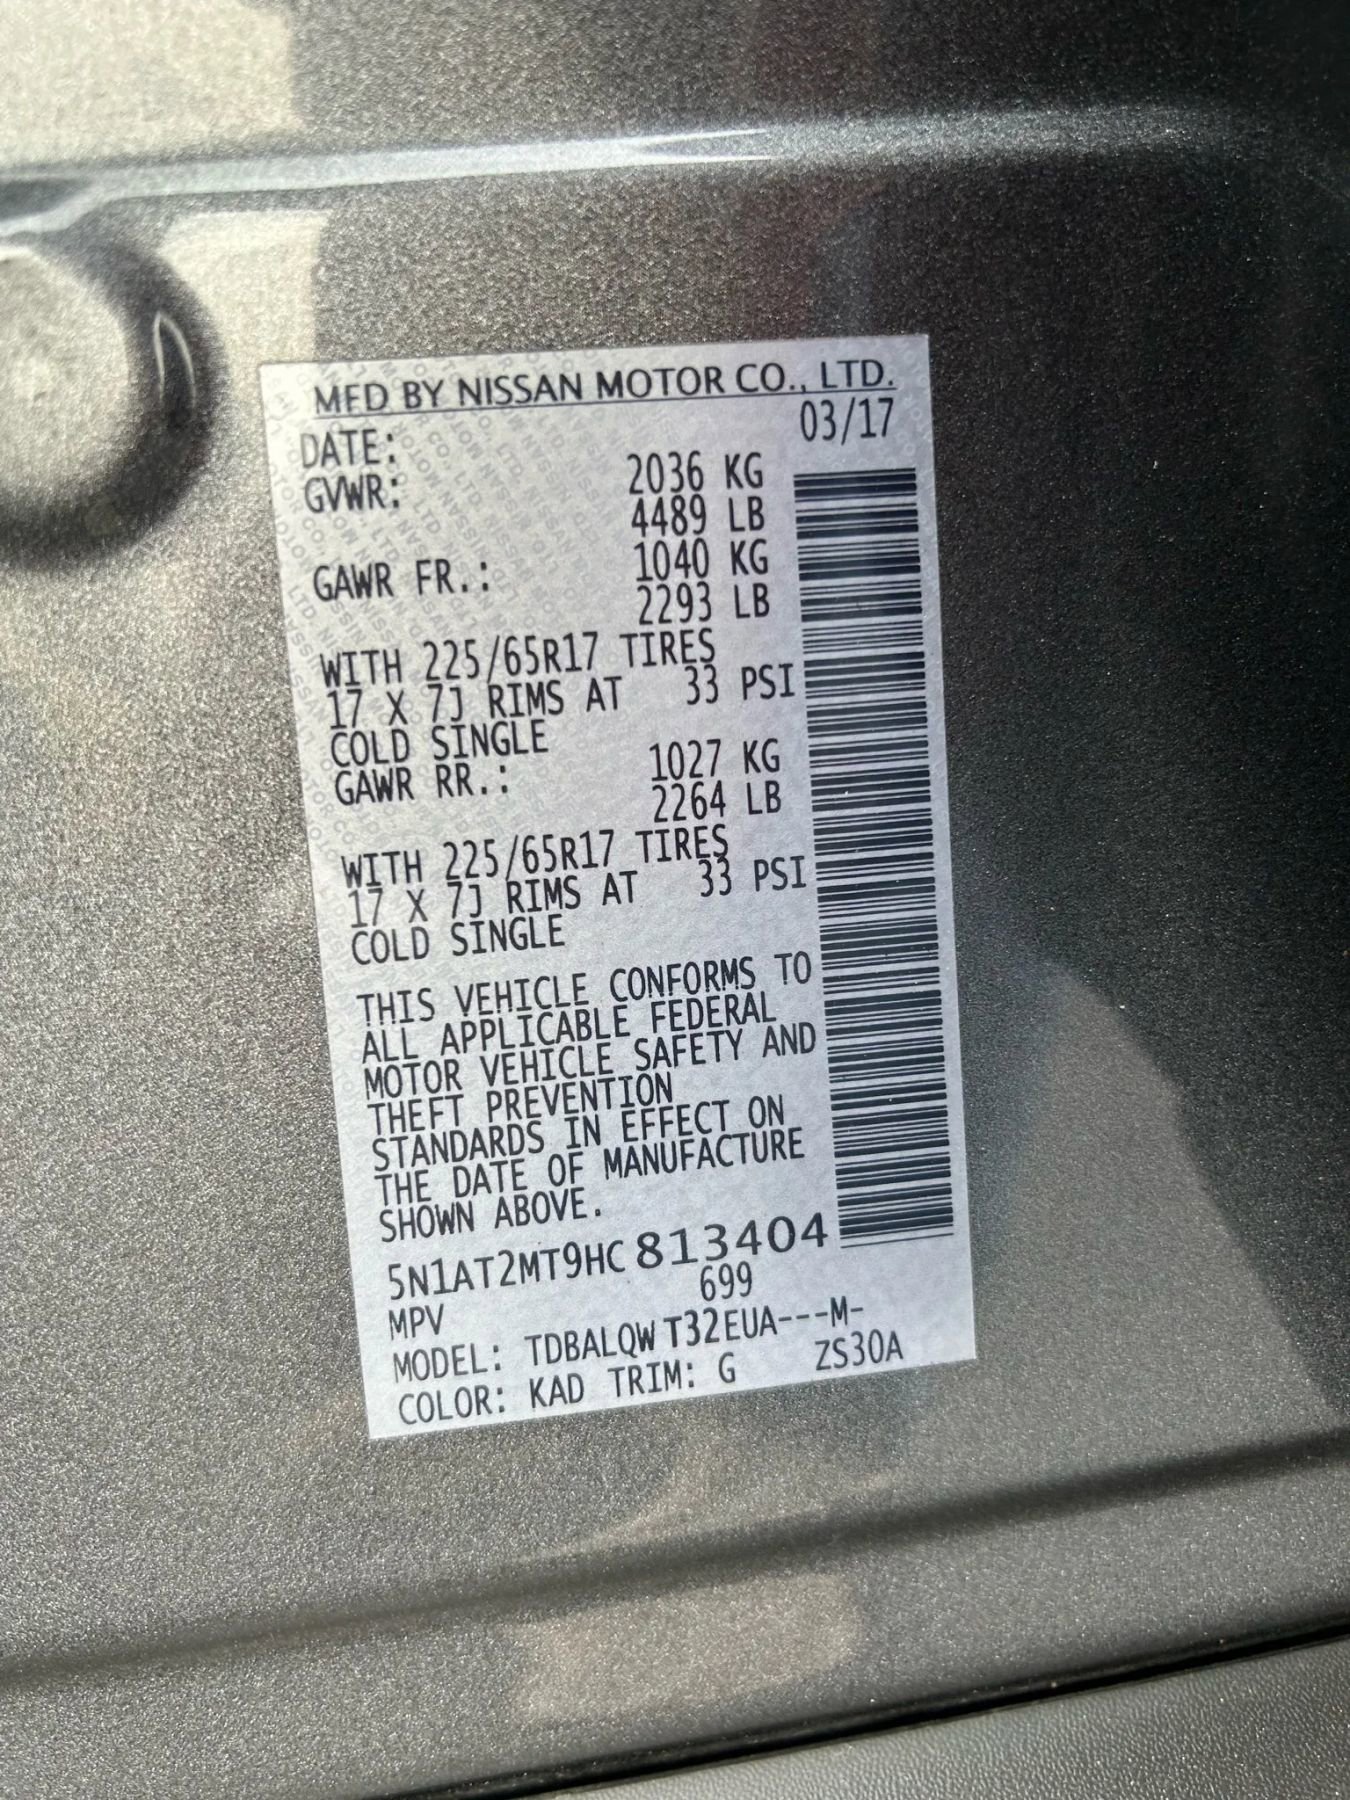 MFD BY NISSAN MOTOR CO., LTD.
DATE: 03/17
GVWR: 2036 KG
4489 LB
GAWR FR.: 1040 KG
2293 LB
WITH 225/65R17 TIRES
17 X 7J RIMS AT 33 PSI
COLD SINGLE
GAWR RR.: 1027 KG
2264 LB
WITH 225/65R17 TIRES
17 X 7J RIMS AT 33 PSI
COLD SINGLE
THIS VEHICLE CONFORMS TO
ALL APPLICABLE FEDERAL
MOTOR VEHICLE SAFETY AND
THEFT PREVENTION
STANDARDS IN EFFECT ON
THE DATE OF MANUFACTURE
SHOWN ABOVE.
5N1AT2MT9HC813404
MPV 699
MODEL: TDBALQWT32EUA---M-
COLOR: KAD TRIM: G ZS30A